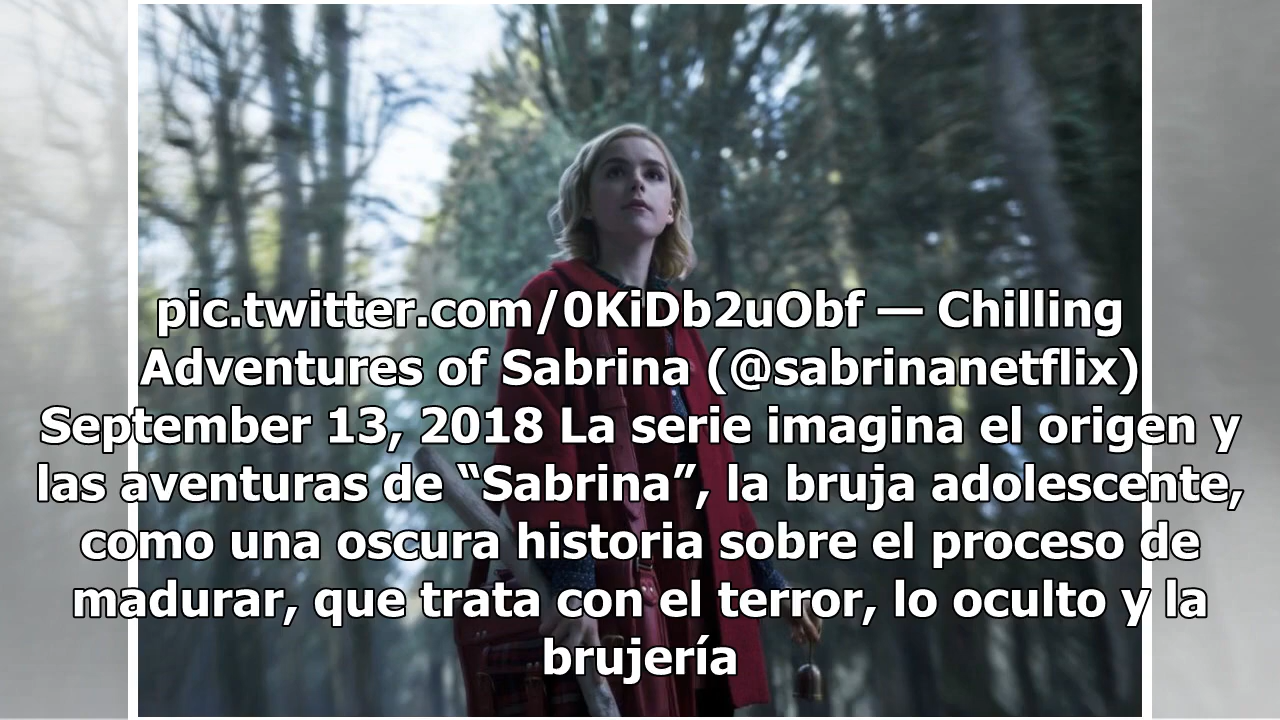 pic.twitter.com/0KiDb2uObf — Chilling
Adventures of Sabrina (@sabrinanetflix)
September 13, 2018 La serie imagina el origen y
las aventuras de “Sabrina”, la bruja adolescente,
como una oscura historia sobre el proceso de
madurar, que trata con el terror, lo oculto y la
brujería